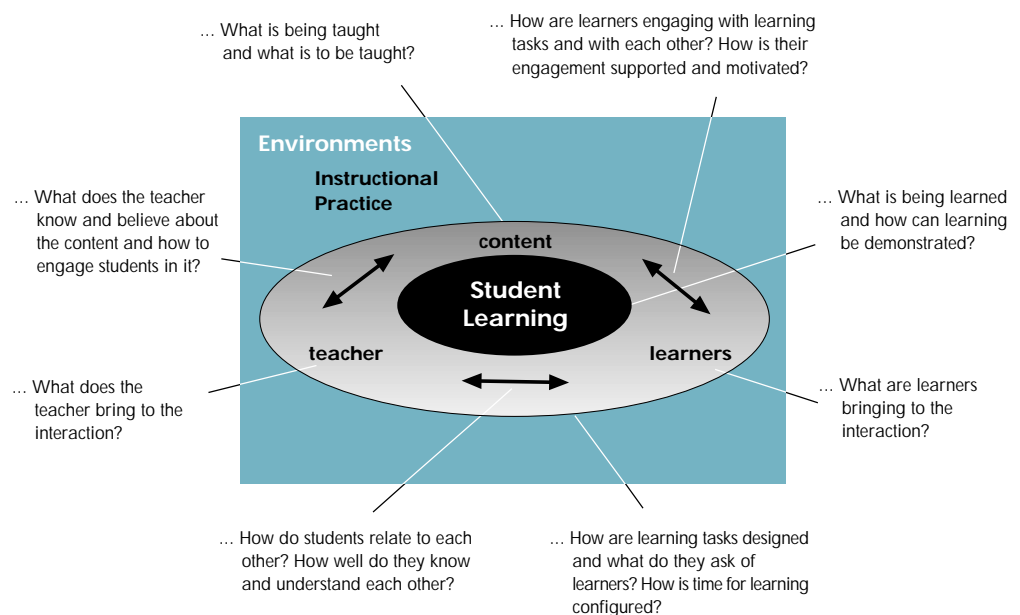 ... What is being taught
and what is to be taught?
... How are learners engaging with learning
tasks and with each other? How is their
engagement supported and motivated?
Environments
Instructional
Practice
... What does the teacher
know and believe about
the content and how to
engage students in it?
... What is being learned
and how can learning
be demonstrated?
content
Student
Learning
teacher
learners
... What does the
teacher bring to the
interaction?
... What are learners
bringing to the
interaction?
... How do students relate to each
other? How well do they know
and understand each other?
... How are learning tasks designed
and what do they ask of
learners? How is time for learning
configured?